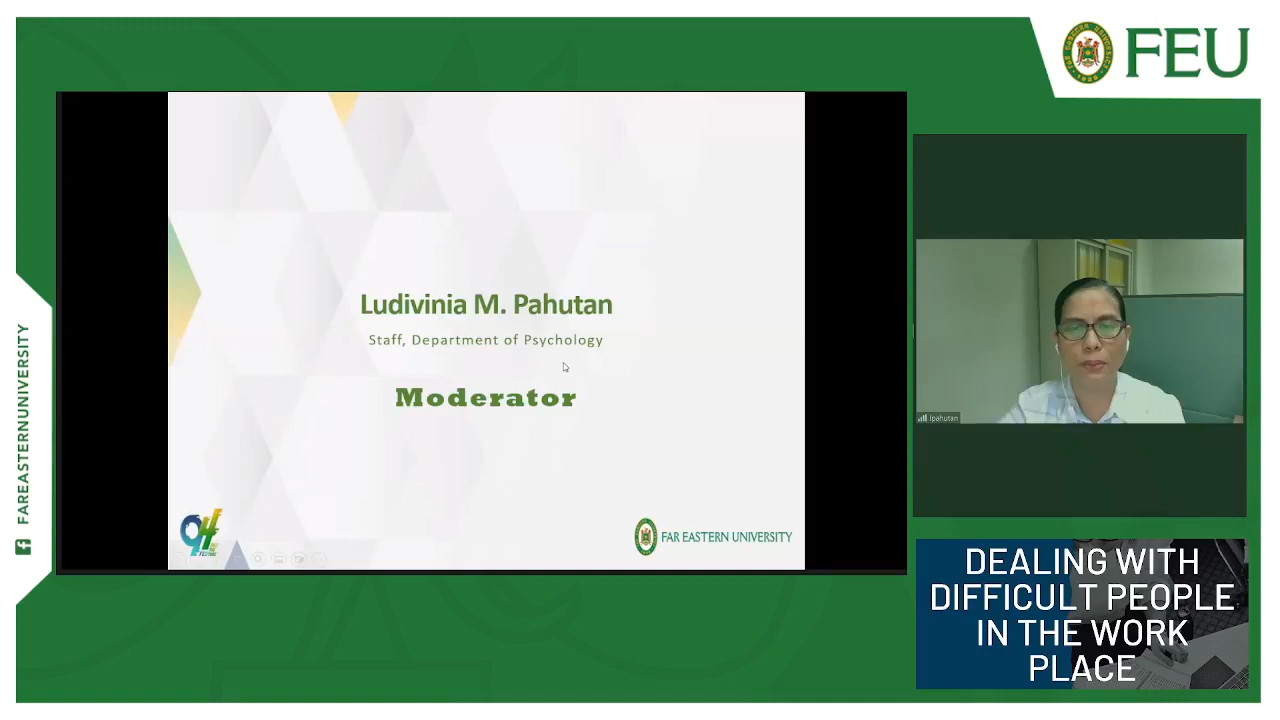 FEU
Ludivinia M. Pahutan
Staff, Department of Psychology
Moderator
FAR EASTERN UNIVERSITY
lpahutan
FAREASTERNUNIVERSITY
DEALING WITH
DIFFICULT PEOPLE
IN THE WORK
PLACE